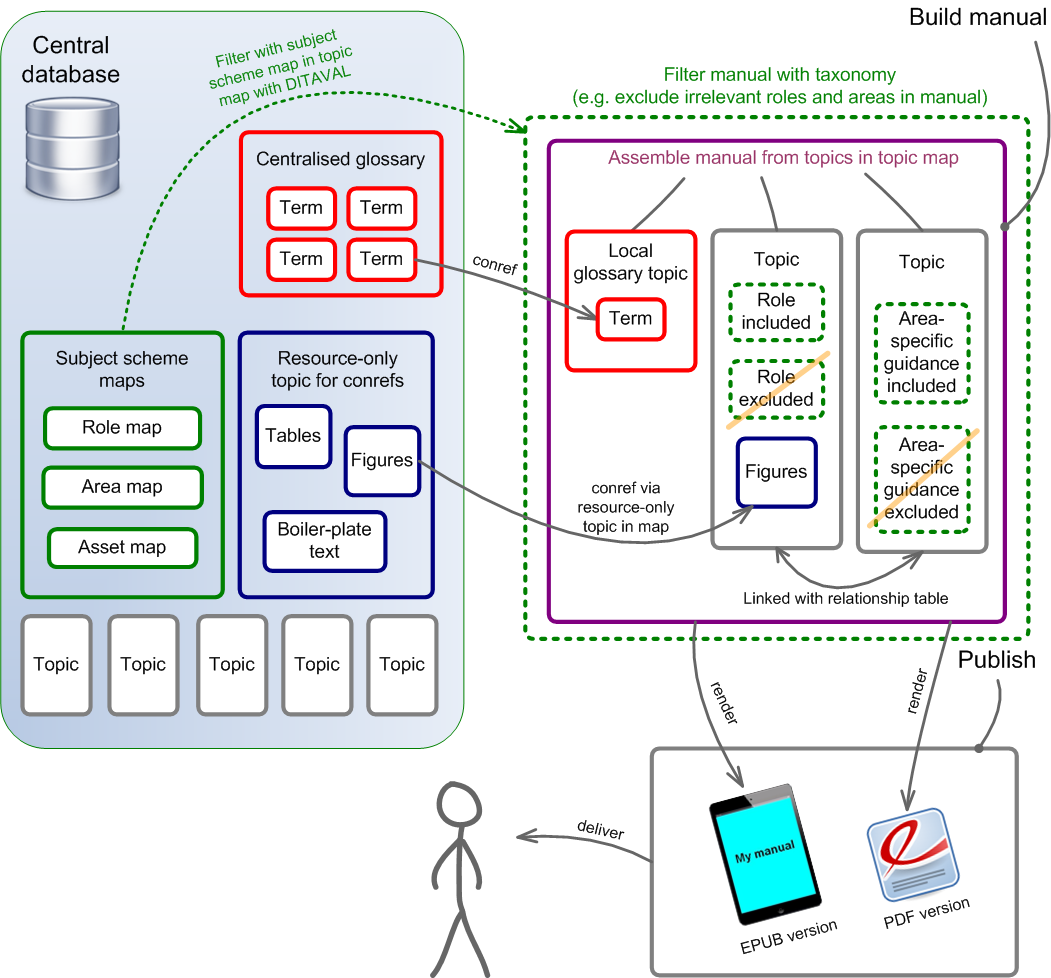 Build manual
Central
database
Filter with subject
scheme map in topic
map with DITAVAL
Filter manual with taxonomy
(e.g. exclude irrelevant roles and areas in manual)
Centralised glossary
Term
Term
Term
Term
conref
Assemble manual from topics in topic map
Local
glossary topic
Term
Topic
Role
included
Role
excluded
Figures
Topic
Area-
specific
guidance
included
Area-
specific
guidance
excluded
Subject scheme
maps
Role map
Area map
Asset map
Resource-only
topic for conrefs
Tables
Figures
Boiler-plate
text
conref via
resource-only
topic in map
Linked with relationship table
Topic
Topic
Topic
Topic
Topic
Publish
render
render
deliver
My manual
EPUB version
PDF version